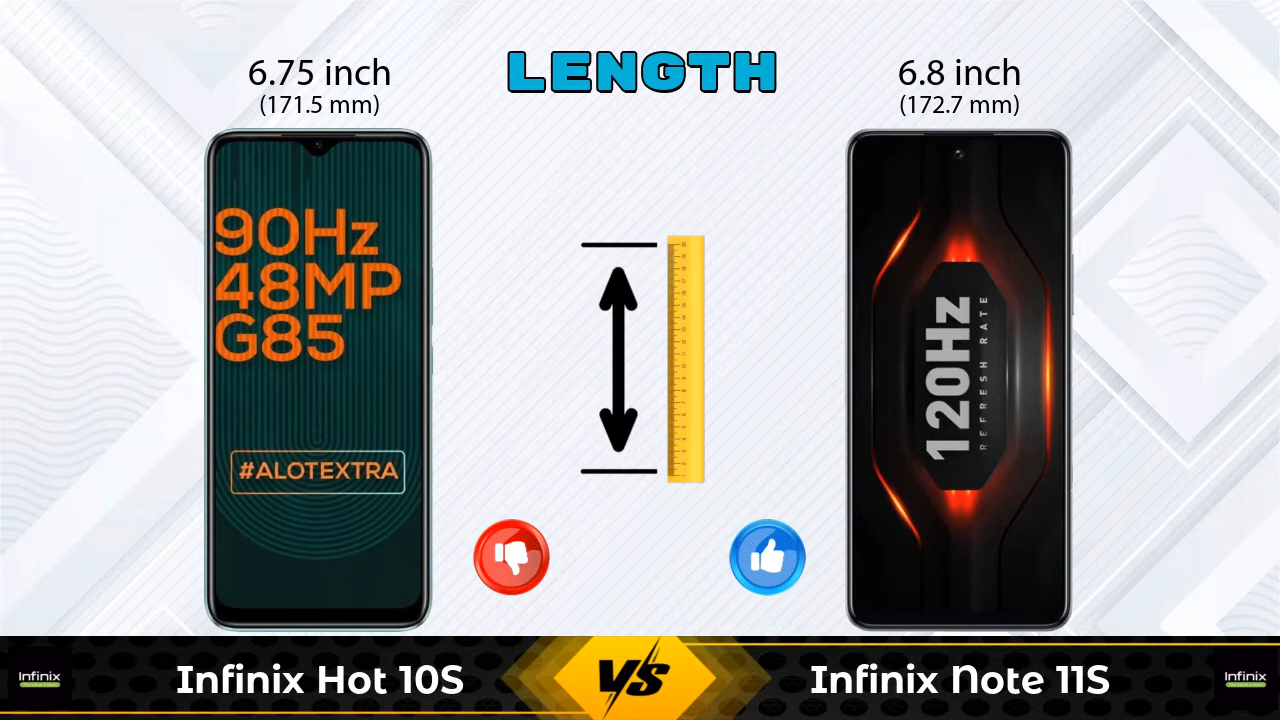 LENGTH
6.75 inch
(171.5 mm)
6.8 inch
(172.7 mm)
90Hz
48MP
G85
#ALOTEXTRA
120Hz
REFRESH RATE
Infinix
Infinix Hot 10S
VS
Infinix Note 11S
Infinix